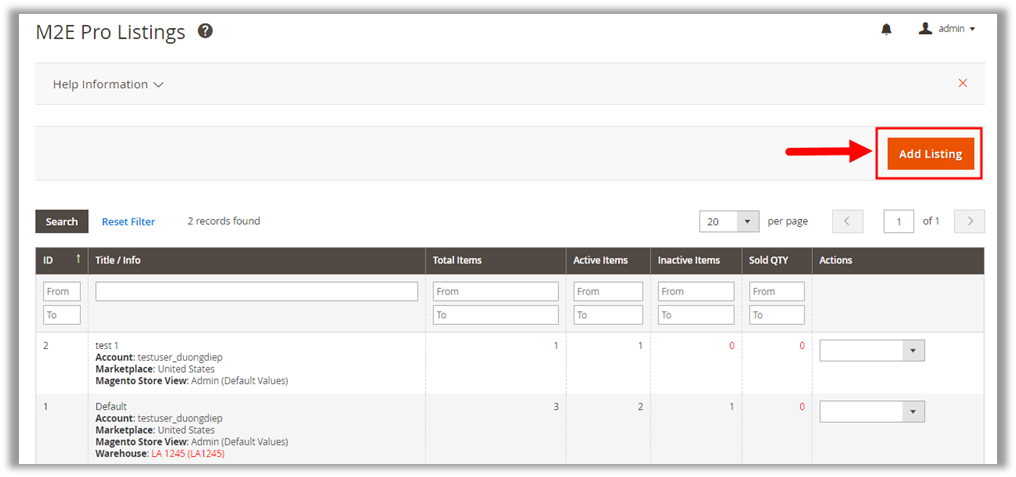 M2E Pro Listings ?
admin
Help Information
Add Listing
Search Reset Filter 2 records found 20 per page 1 of 1
ID Title / Info Total Items Active Items Inactive Items Sold QTY Actions
From From From From From
To To To To To
2 test 1 1 1 0 0
Account: testuser_duongdiep
Marketplace: United States
Magento Store View: Admin (Default Values)
1 Default 3 2 1 0
Account: testuser_duongdiep
Marketplace: United States
Magento Store View: Admin (Default Values)
Warehouse: LA 1245 (LA1245)